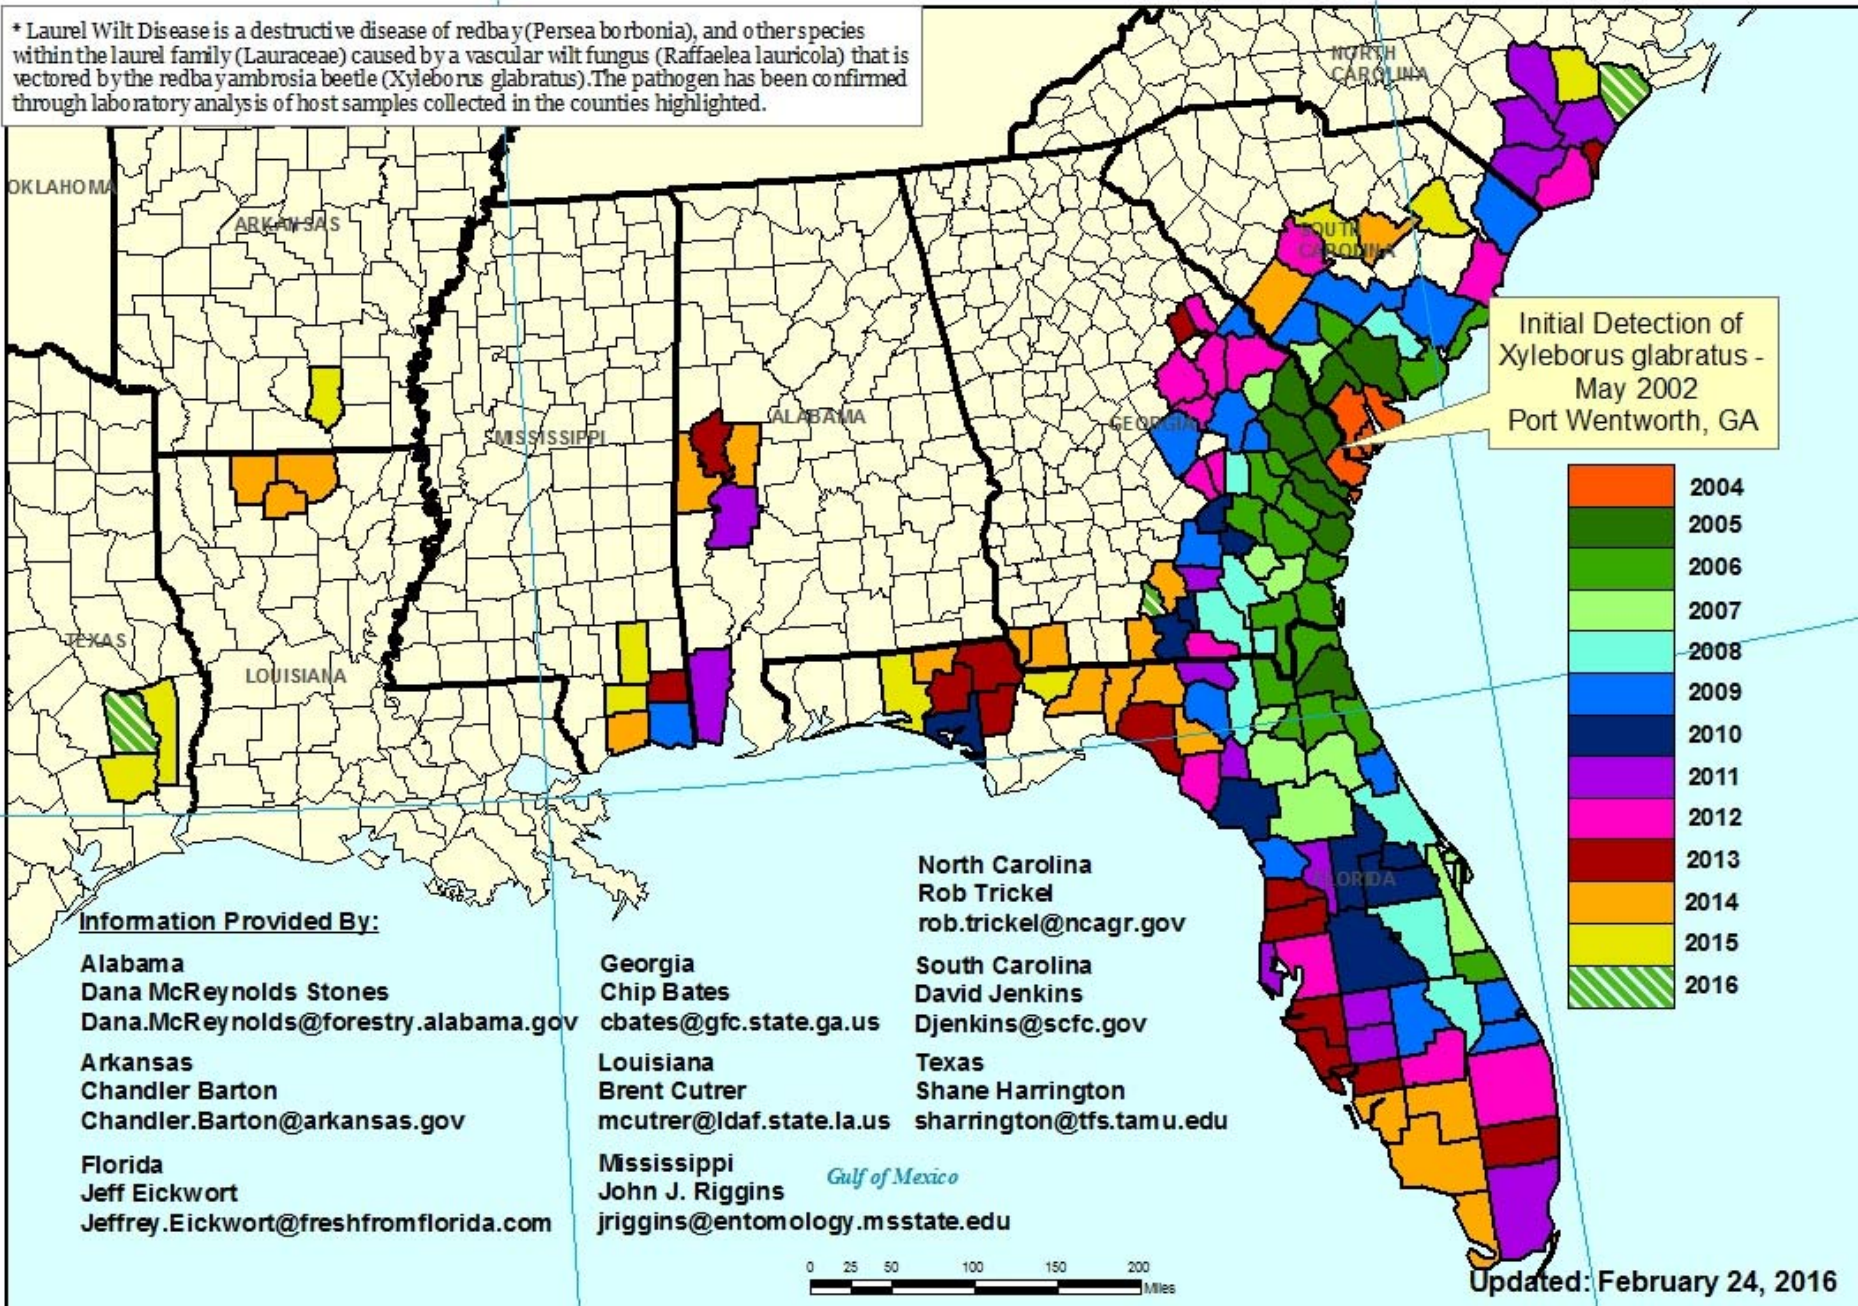 * Laurel Wilt Disease is a destructive disease of redbay (Persea borbonia), and other species
within the laurel family (Lauraceae) caused by a vascular wilt fungus (Raffaelea lauricola) that is
vectored by the redbay ambrosia beetle (Xyleborus glabratus). The pathogen has been confirmed
through laboratory analysis of host samples collected in the counties highlighted.
NORTH
CAROLINA
OKLAHOMA
ARKANSAS
SOUTH
CAROLINA
Initial Detection of
Xyleborus glabratus -
May 2002
Port Wentworth, GA
MISSISSIPPI
ALABAMA
GEORGIA
TEXAS
LOUISIANA
FLORIDA
2004
2005
2006
2007
2008
2009
2010
2011
2012
2013
2014
2015
2016
Information Provided By:
Alabama
Dana McReynolds Stones
Dana.McReynolds@forestry.alabama.gov
Arkansas
Chandler Barton
Chandler.Barton@arkansas.gov
Florida
Jeff Eickwort
Jeffrey.Eickwort@freshfromflorida.com
Georgia
Chip Bates
cbates@gfc.state.ga.us
Louisiana
Brent Cutrer
mcutrer@ldaf.state.la.us
Mississippi
John J. Riggins
jriggins@entomology.msstate.edu
North Carolina
Rob Trickel
rob.trickel@ncagr.gov
South Carolina
David Jenkins
Djenkins@scfc.gov
Texas
Shane Harrington
sharrington@tfs.tamu.edu
Gulf of Mexico
0 25 50 100 150 200
Miles
Updated: February 24, 2016